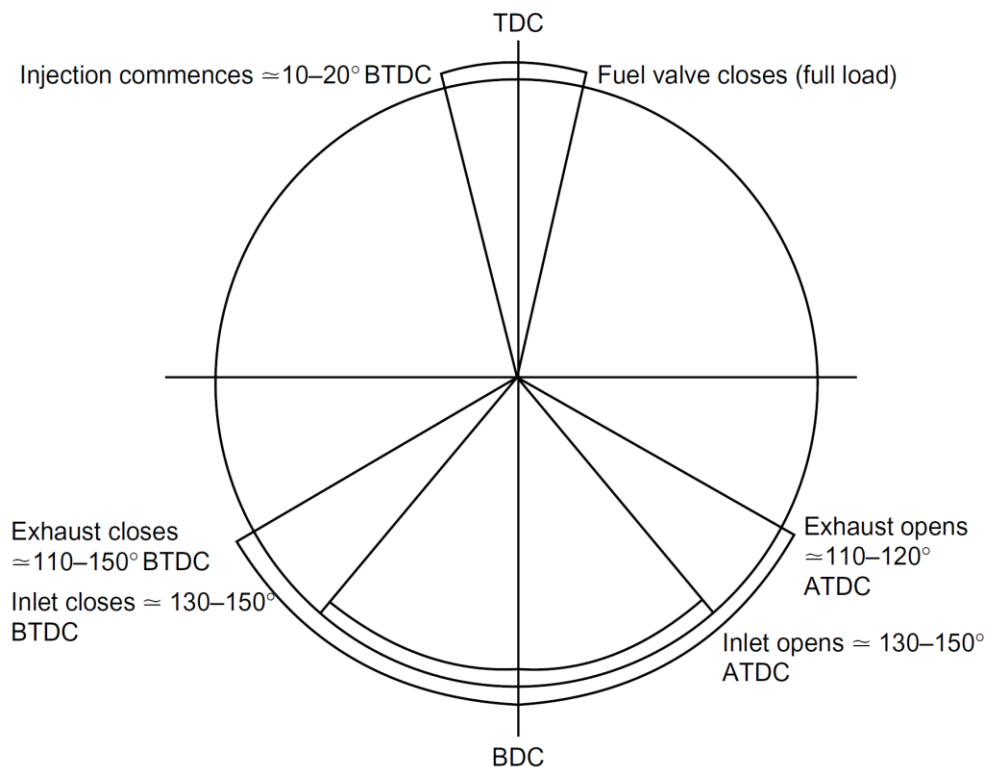 TDC
Injection commences ≃10–20° BTDC
Fuel valve closes (full load)
Exhaust closes
≃110–150° BTDC
Inlet closes ≃ 130–150°
BTDC
Exhaust opens
≃110–120°
ATDC
Inlet opens ≃ 130–150°
ATDC
BDC